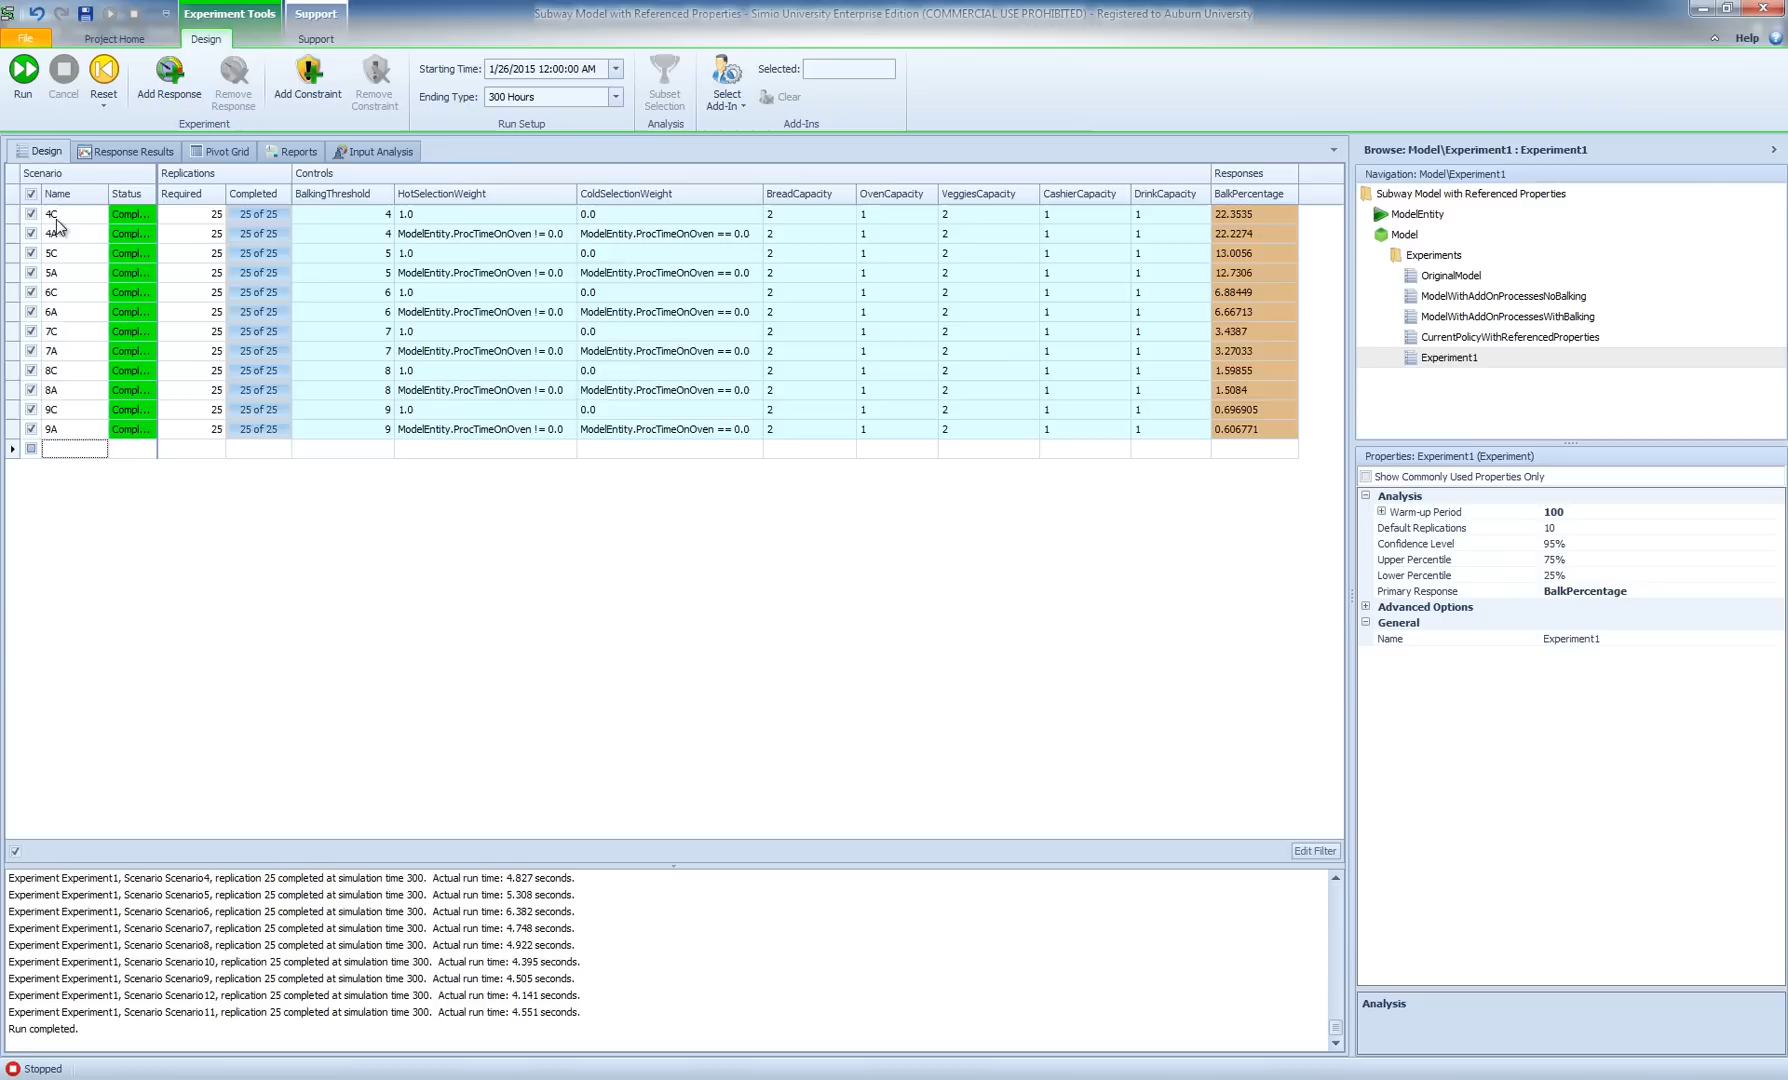 Experiment Tools Support Subway Model with Referenced Properties - Simio University Enterprise Edition (COMMERCIAL USE PROHIBITED) - Registered to Auburn University
File Project Home Design Support Help
Run Cancel Reset Add Response Remove Response Add Constraint Remove Constraint Starting Time: 1/26/2015 12:00:00 AM Subset Selection Select Add-In Selected:
Ending Type: 300 Hours Clear
Experiment Run Setup Analysis Add-Ins
Design Response Results Pivot Grid Reports Input Analysis
Scenario Replications Controls Responses
Name Status Required Completed BalkingThreshold HotSelectionWeight ColdSelectionWeight BreadCapacity OvenCapacity VeggiesCapacity CashierCapacity DrinkCapacity BalkPercentage
4C Compl... 25 25 of 25 4 1.0 0.0 2 1 2 1 1 22.3535
4A Compl... 25 25 of 25 4 ModelEntity.ProcTimeOnOven != 0.0 ModelEntity.ProcTimeOnOven == 0.0 2 1 2 1 1 22.2274
5C Compl... 25 25 of 25 5 1.0 0.0 2 1 2 1 1 13.0056
5A Compl... 25 25 of 25 5 ModelEntity.ProcTimeOnOven != 0.0 ModelEntity.ProcTimeOnOven == 0.0 2 1 2 1 1 12.7306
6C Compl... 25 25 of 25 6 1.0 0.0 2 1 2 1 1 6.88449
6A Compl... 25 25 of 25 6 ModelEntity.ProcTimeOnOven != 0.0 ModelEntity.ProcTimeOnOven == 0.0 2 1 2 1 1 6.66713
7C Compl... 25 25 of 25 7 1.0 0.0 2 1 2 1 1 3.4387
7A Compl... 25 25 of 25 7 ModelEntity.ProcTimeOnOven != 0.0 ModelEntity.ProcTimeOnOven == 0.0 2 1 2 1 1 3.27033
8C Compl... 25 25 of 25 8 1.0 0.0 2 1 2 1 1 1.59855
8A Compl... 25 25 of 25 8 ModelEntity.ProcTimeOnOven != 0.0 ModelEntity.ProcTimeOnOven == 0.0 2 1 2 1 1 1.5084
9C Compl... 25 25 of 25 9 1.0 0.0 2 1 2 1 1 0.696905
9A Compl... 25 25 of 25 9 ModelEntity.ProcTimeOnOven != 0.0 ModelEntity.ProcTimeOnOven == 0.0 2 1 2 1 1 0.606771
Edit Filter
Experiment Experiment1, Scenario Scenario4, replication 25 completed at simulation time 300. Actual run time: 4.827 seconds.
Experiment Experiment1, Scenario Scenario5, replication 25 completed at simulation time 300. Actual run time: 5.308 seconds.
Experiment Experiment1, Scenario Scenario6, replication 25 completed at simulation time 300. Actual run time: 6.382 seconds.
Experiment Experiment1, Scenario Scenario7, replication 25 completed at simulation time 300. Actual run time: 4.748 seconds.
Experiment Experiment1, Scenario Scenario8, replication 25 completed at simulation time 300. Actual run time: 4.922 seconds.
Experiment Experiment1, Scenario Scenario10, replication 25 completed at simulation time 300. Actual run time: 4.395 seconds.
Experiment Experiment1, Scenario Scenario9, replication 25 completed at simulation time 300. Actual run time: 4.505 seconds.
Experiment Experiment1, Scenario Scenario12, replication 25 completed at simulation time 300. Actual run time: 4.141 seconds.
Experiment Experiment1, Scenario Scenario11, replication 25 completed at simulation time 300. Actual run time: 4.551 seconds.
Run completed.
Stopped
Browse: Model\Experiment1 : Experiment1
Navigation: Model\Experiment1
Subway Model with Referenced Properties
ModelEntity
Model
Experiments
OriginalModel
ModelWithAddOnProcessesNoBalking
ModelWithAddOnProcessesWithBalking
CurrentPolicyWithReferencedProperties
Experiment1
Properties: Experiment1 (Experiment)
Show Commonly Used Properties Only
Analysis
Warm-up Period 100
Default Replications 10
Confidence Level 95%
Upper Percentile 75%
Lower Percentile 25%
Primary Response BalkPercentage
Advanced Options
General
Name Experiment1
Analysis